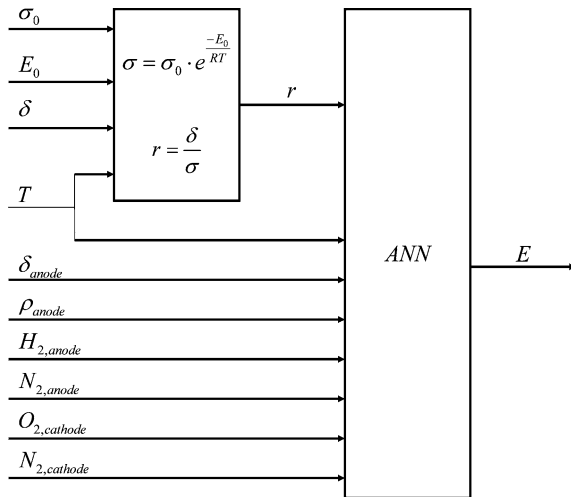 σ₀
E₀
δ
T
σ = σ₀ · e^(-E₀/RT)
r = δ/σ
r
δ_anode
ρ_anode
H_2,anode
N_2,anode
O_2,cathode
N_2,cathode
ANN
E